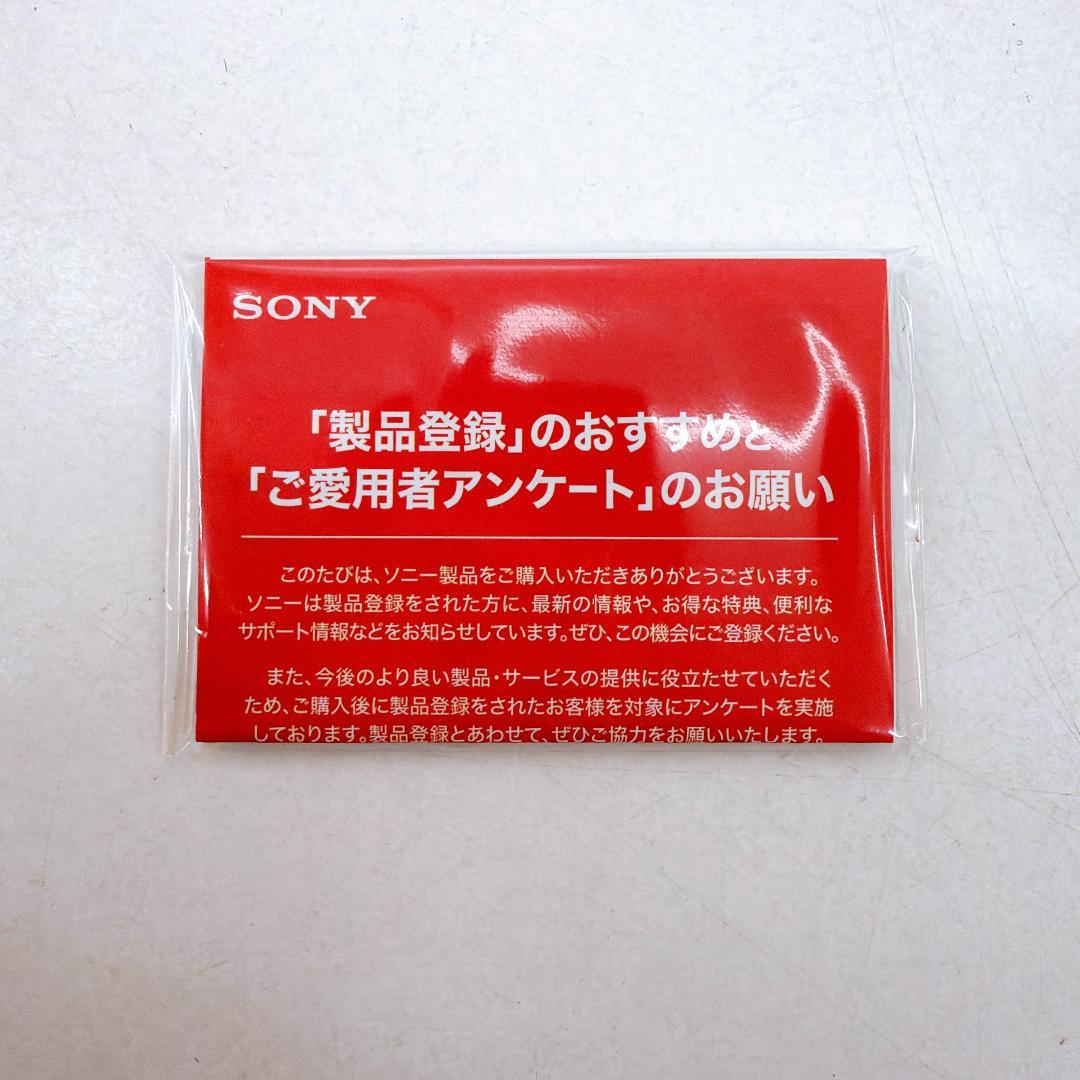 SONY
「製品登録」のおすすめと
「ご愛用者アンケート」のお願い
このたびは、ソニー製品をご購入いただきありがとうございます。
ソニーは製品登録をされた方に、最新の情報や、お得な特典、便利な
サポート情報などをお知らせしています。ぜひ、この機会にご登録ください。
また、今後のより良い製品・サービスの提供に役立たせていただく
ため、ご購入後に製品登録をされたお客様を対象にアンケートを実施
しております。製品登録とあわせて、ぜひご協力をお願いいたします。